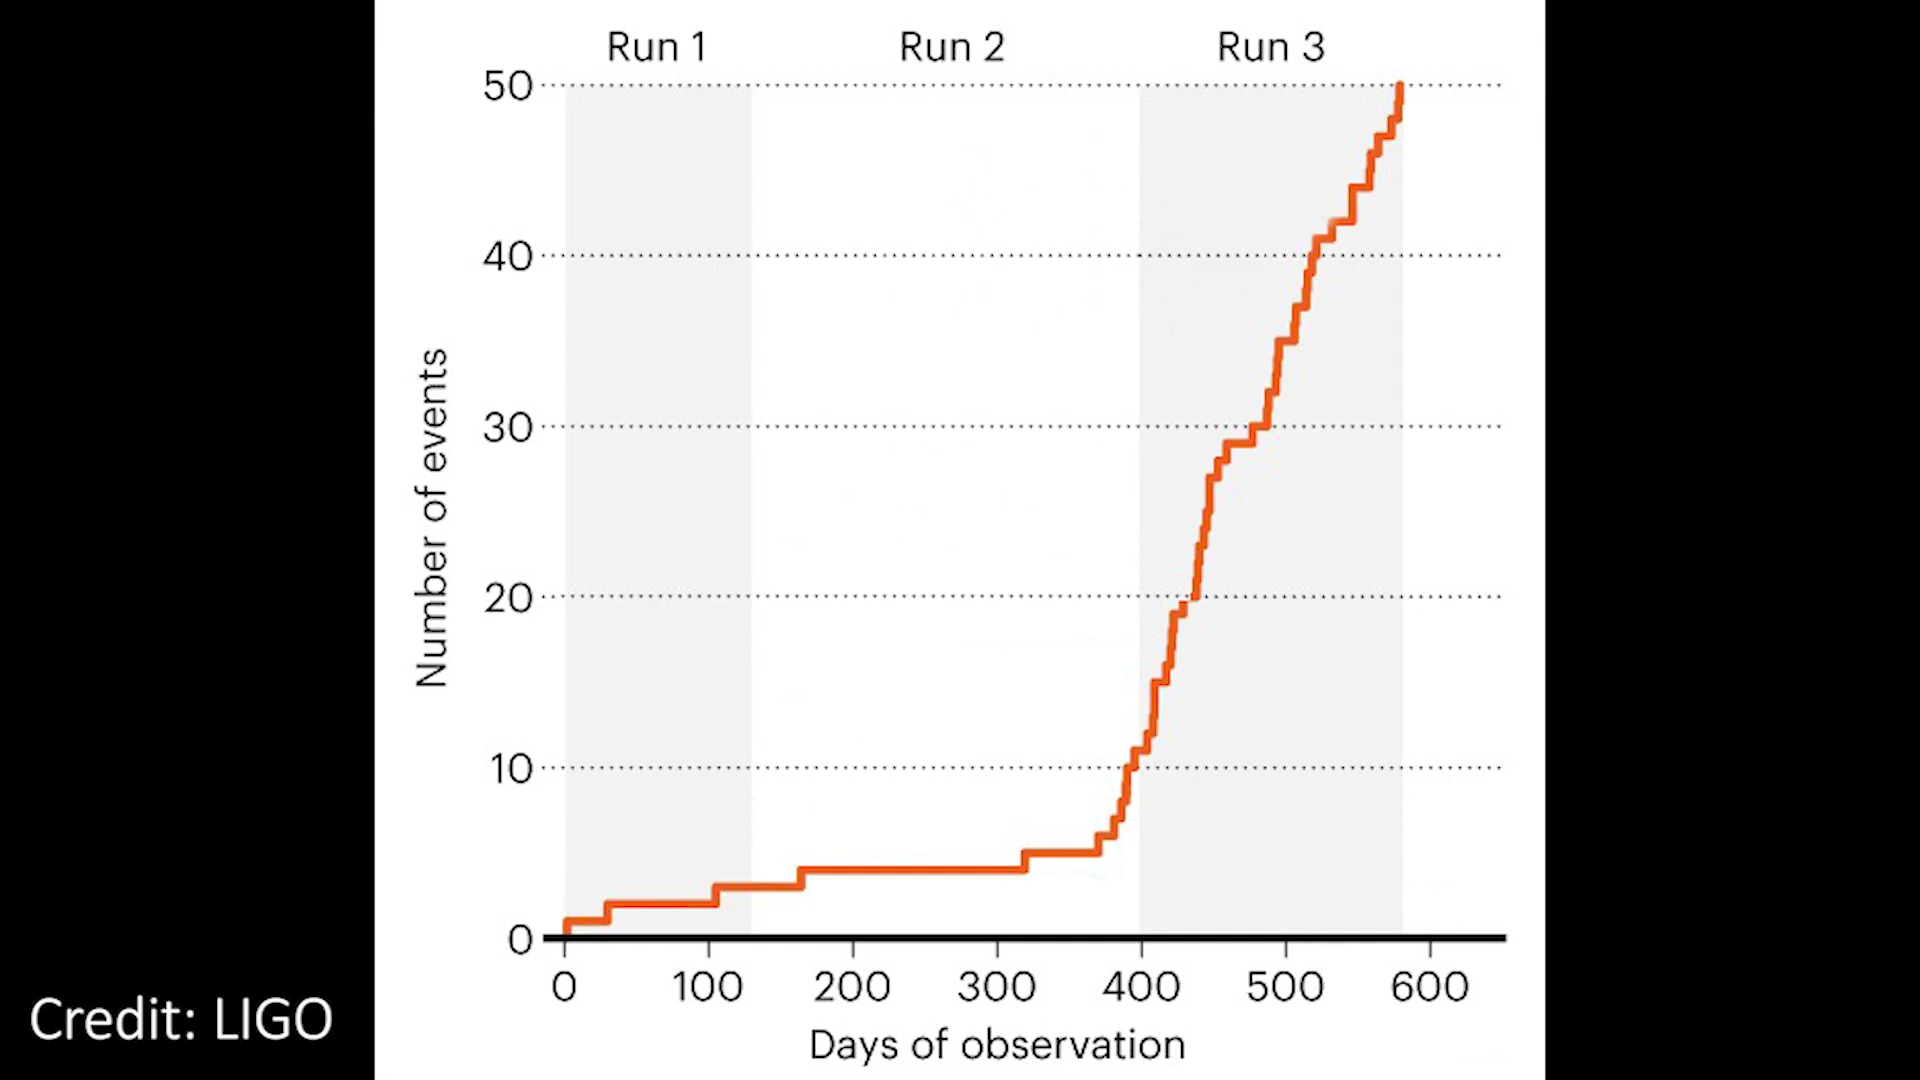 Run 1 Run 2 Run 3
50
40
30
20
10
0
Number of events
0 100 200 300 400 500 600
Days of observation
Credit: LIGO